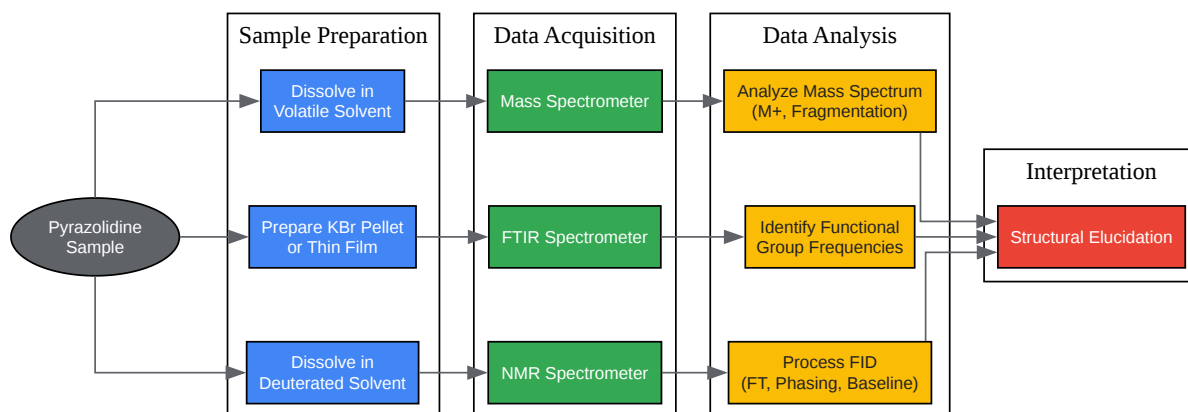 Sample Preparation
Data Acquisition
Data Analysis
Dissolve in
Volatile Solvent
Mass Spectrometer
Analyze Mass Spectrum
(M+, Fragmentation)
Interpretation
Pyrazolidine
Sample
Prepare KBr Pellet
or Thin Film
FTIR Spectrometer
Identify Functional
Group Frequencies
Structural Elucidation
Dissolve in
Deuterated Solvent
NMR Spectrometer
Process FID
(FT, Phasing, Baseline)